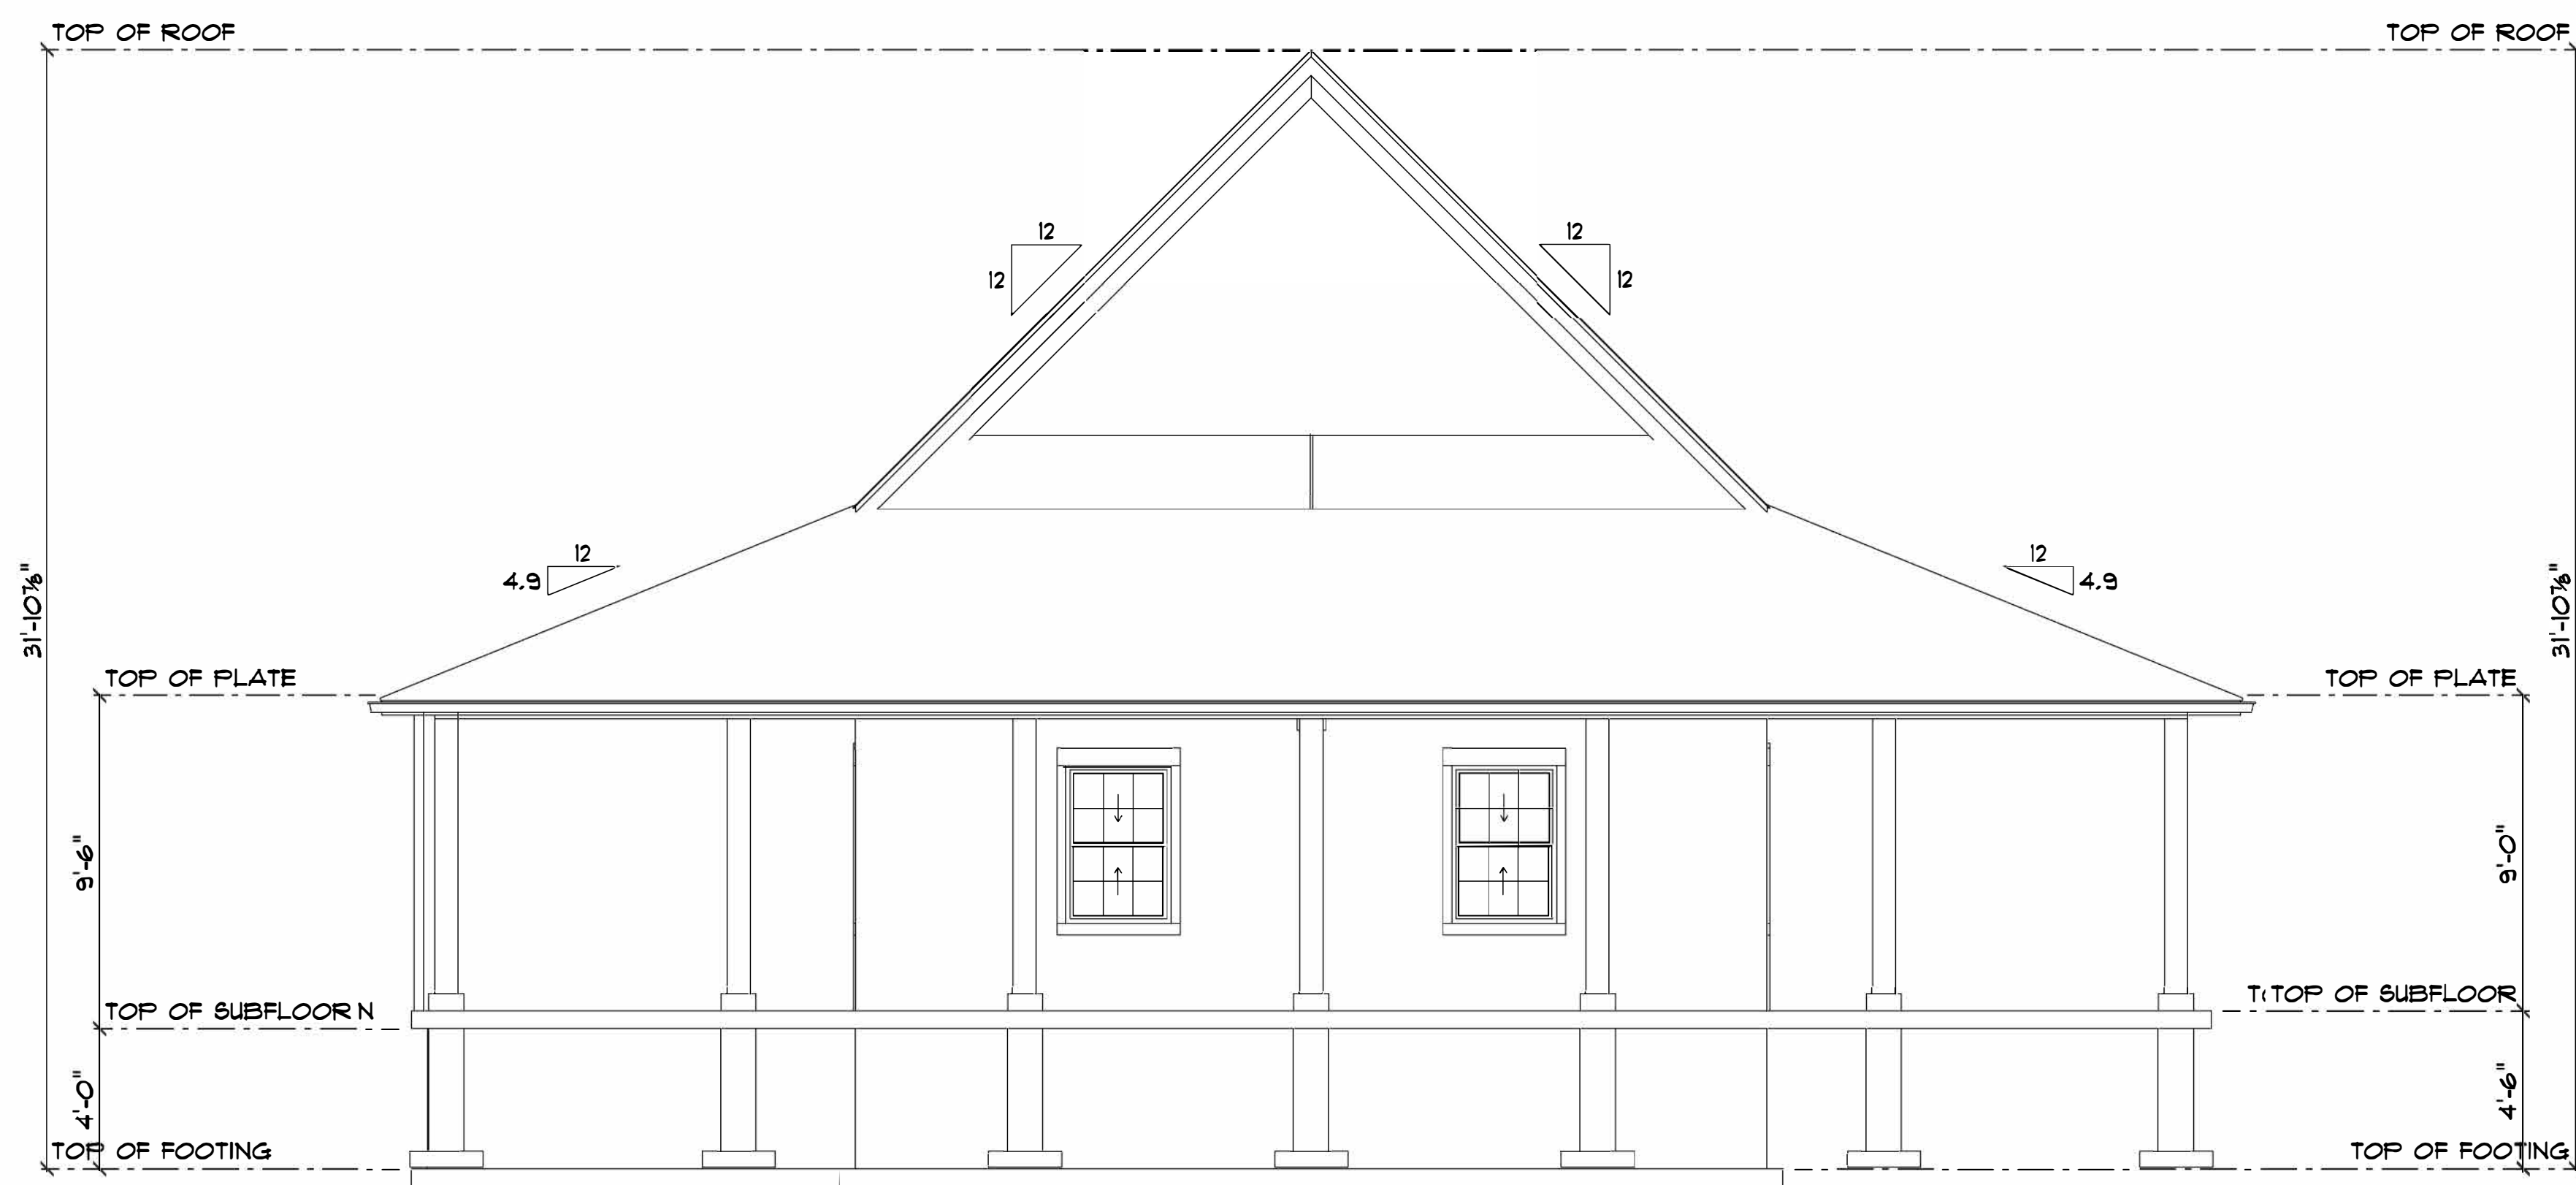 TOP OF ROOF
TOP OF ROOF
12
12
12
12
12
12
4.9
4.9
31'-10⅞"
31'-10⅞"
TOP OF PLATE
TOP OF PLATE
9'-6"
9'-0"
TOP OF SUBFLOOR N
TOP OF SUBFLOOR
4'-0"
4'-6"
TOP OF FOOTING
TOP OF FOOTING